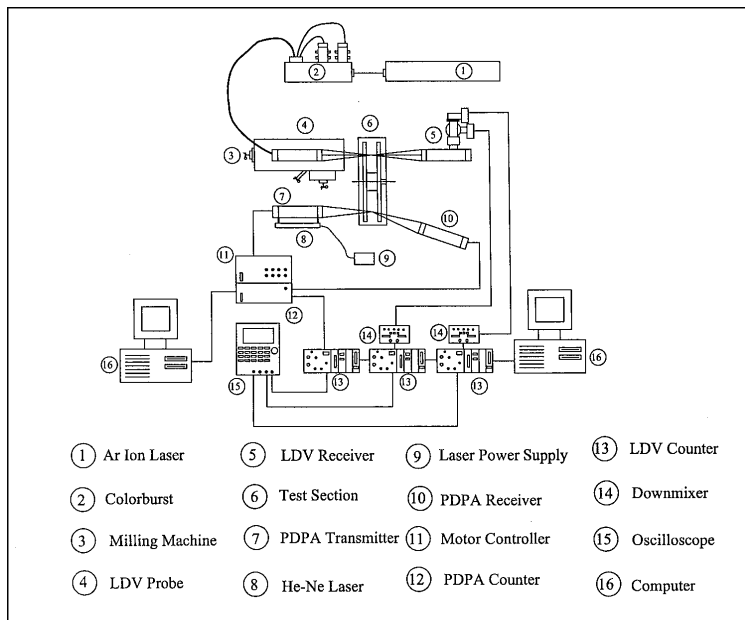 2
1
4
6
5
3
7
10
8
11
9
12
14
14
16
15
13
13
13
16
1 Ar Ion Laser
2 Colorburst
3 Milling Machine
4 LDV Probe
5 LDV Receiver
6 Test Section
7 PDPA Transmitter
8 He-Ne Laser
9 Laser Power Supply
10 PDPA Receiver
11 Motor Controller
12 PDPA Counter
13 LDV Counter
14 Downmixer
15 Oscilloscope
16 Computer